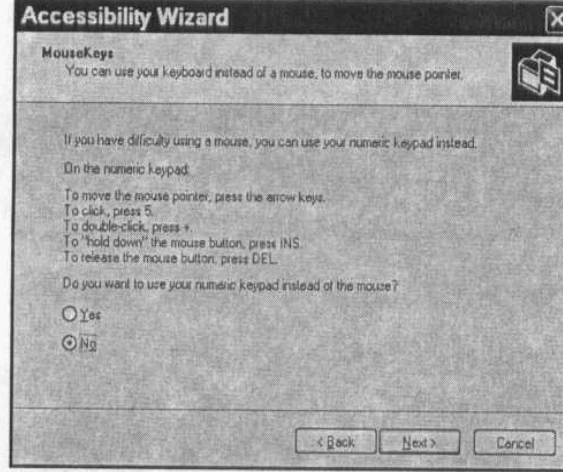 Accessibility Wizard
MouseKeys
You can use your keyboard instead of a mouse, to move the mouse pointer.
If you have difficulty using a mouse, you can use your numeric keypad instead.
On the numeric keypad:
To move the mouse pointer, press the arrow keys.
To click, press 5.
To double-click, press +.
To "hold down" the mouse button, press INS.
To release the mouse button, press DEL.
Do you want to use your numeric keypad instead of the mouse?
Yes
No
< Back Next > Cancel